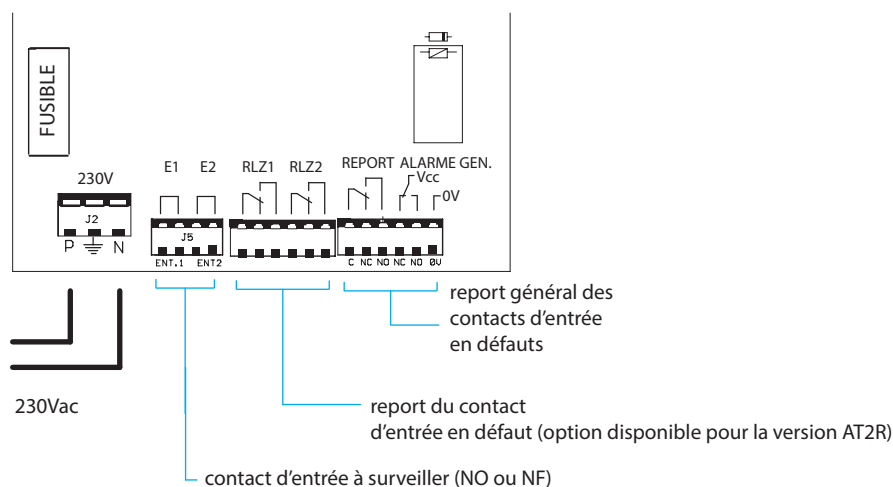 FUSIBLE
230V
E1 E2 RLZ1 RLZ2 REPORT ALARME GEN.
Vcc
0V
J2
J5
P N
ENT.1 ENT2
C NC NO NC NO 0V
report général des
contacts d'entrée
en défauts
230Vac
report du contact
d'entrée en défaut (option disponible pour la version AT2R)
contact d'entrée à surveiller (NO ou NF)